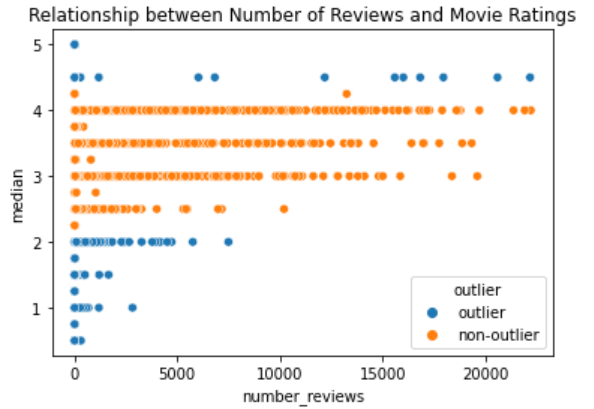 Relationship between Number of Reviews and Movie Ratings
5
4
3
2
1
median
outlier
outlier
non-outlier
0 5000 10000 15000 20000
number_reviews